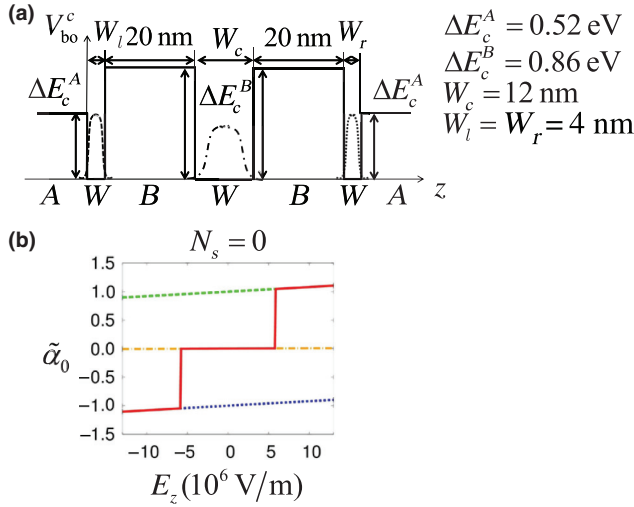 (a) V_bo^c W_l 20 nm W_c 20 nm W_r
ΔE_c^A ΔE_c^B ΔE_c^A
A W B W B W A z
ΔE_c^A = 0.52 eV
ΔE_c^B = 0.86 eV
W_c = 12 nm
W_l = W_r = 4 nm
(b) N_s = 0
1.5
1.0
0.5
0.0
−0.5
−1.0
−1.5
α̃_0
−10 −5 0 5 10
E_z (10^6 V/m)